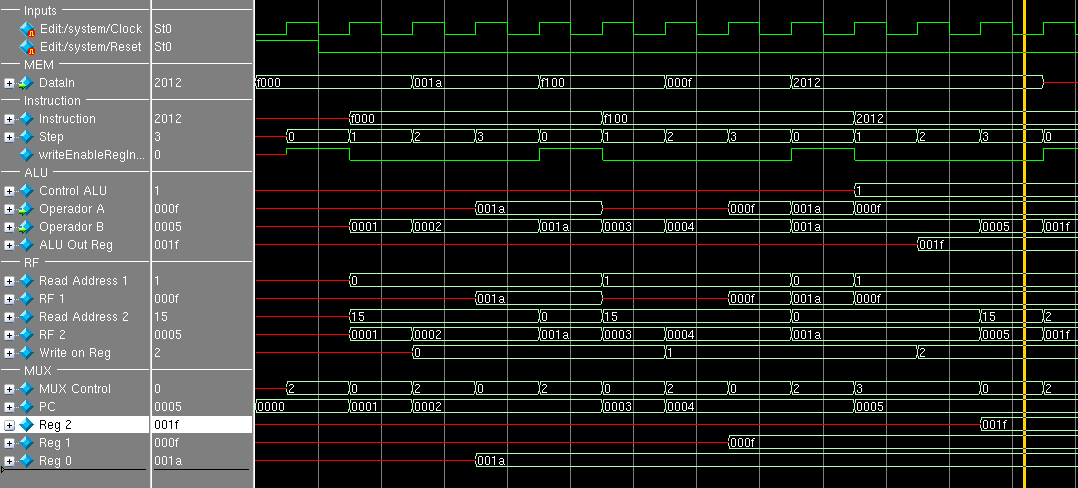 Inputs
Edit:/system/Clock St0
Edit:/system/Reset St0
MEM
DataIn 2012 f000 001a f100 000f 2012
Instruction
Instruction 2012 f000 f100 2012
Step 3 0 1 2 3 0 1 2 3 0 1 2 3 0
writeEnableRegIn... 0
ALU
Control ALU 1 1
Operador A 000f 001a 000f 001a 000f
Operador B 0005 0001 0002 001a 0003 0004 001a 0005 001f
ALU Out Reg 001f 001f
RF
Read Address 1 1 0 1 0 1
RF 1 000f 001a 000f 001a 000f
Read Address 2 15 15 0 15 0 15 2
RF 2 0005 0001 0002 001a 0003 0004 001a 0005 001f
Write on Reg 2 0 1 2
MUX
MUX Control 0 2 0 2 0 2 0 2 0 2 3 0 2
PC 0005 0000 0001 0002 0003 0004 0005
Reg 2 001f 001f
Reg 1 000f 000f
Reg 0 001a 001a